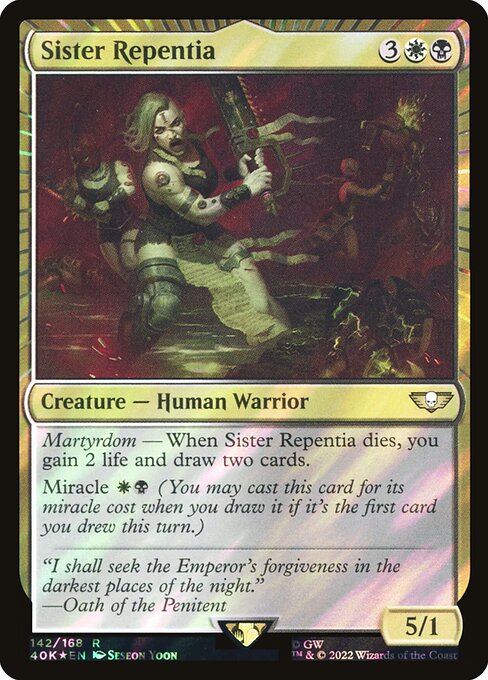 Sister Repentia 3
Creature — Human Warrior
Martyrdom — When Sister Repentia dies, you
gain 2 life and draw two cards.
Miracle (You may cast this card for its
miracle cost when you draw it if it's the first card
you drew this turn.)
"I shall seek the Emperor's forgiveness in the
darkest places of the night."
—Oath of the Penitent
5/1
142/168 R © GW
40K★EN Seseon Yoon ™ & © 2022 Wizards of the Coast